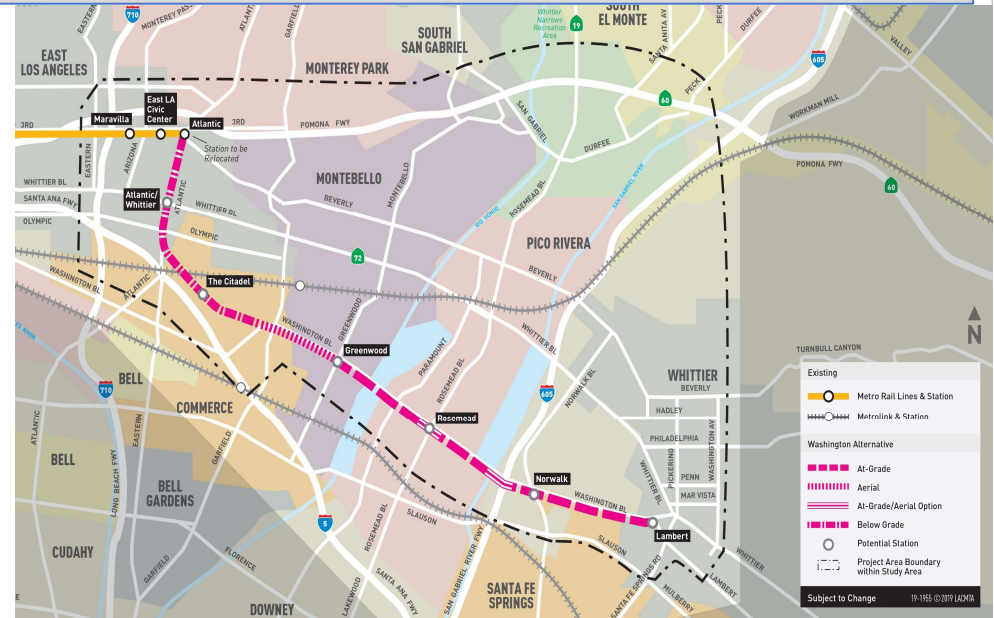 710
MONTEREY PASS
ATLANTIC
GARFIELD
EASTERN
EAST
LOS ANGELES
MONTEREY PARK
SOUTH
SAN GABRIEL
Whittier
Narrows
Recreation
Area
19
SOUTH
EL MONTE
SANTA ANITA AV
PECK
DURFEE
VALLEY
605
PECK
60
WORKMAN MILL
POMONA FWY
60
3RD
Maravilla
East LA
Civic
Center
Atlantic
3RD
POMONA FWY
Station to be
Relocated
SAN GABRIEL
DURFEE
EASTERN
ARIZONA
MONTEBELLO
MONTEBELLO
WHITTIER BL
SANTA ANA FWY
OLYMPIC
Atlantic/
Whittier
ATLANTIC
WHITTIER BL
OLYMPIC
BEVERLY
RIO HONDO
ROSEMEAD BL
SAN GABRIEL RIVER
PICO RIVERA
72
BEVERLY
WASHINGTON BL
ATLANTIC
The Citadel
WASHINGTON BL
GREENWOOD
Greenwood
PARAMOUNT
ROSEMEAD BL
WHITTIER BL
NORWALK BL
605
710
BELL
COMMERCE
WHITTIER
BEVERLY
HADLEY
PHILADELPHIA
PICKERING
PENN
WASHINGTON AV
MAR VISTA
WHITTIER BL
ATLANTIC
EASTERN
GARFIELD
Rosemead
BELL
BELL
GARDENS
LONG BEACH FWY
Norwalk
WASHINGTON BL
Lambert
5
SLAUSON
ROSEMEAD BL
SLAUSON
WHITTIER
LAMBERT
CUDAHY
GARFIELD
FLORENCE
DOWNEY
LAKEWOOD
SANTA ANA FWY
SAN GABRIEL RIVER FWY
SANTA FE
SPRINGS
SANTA FE SPRINGS RD
MULBERRY
N
TURNBULL CANYON
Existing
Metro Rail Lines & Station
Metrolink & Station
Washington Alternative
At-Grade
Aerial
At-Grade/Aerial Option
Below Grade
Potential Station
Project Area Boundary
within Study Area
Subject to Change
19-1955 © 2019 LACMTA